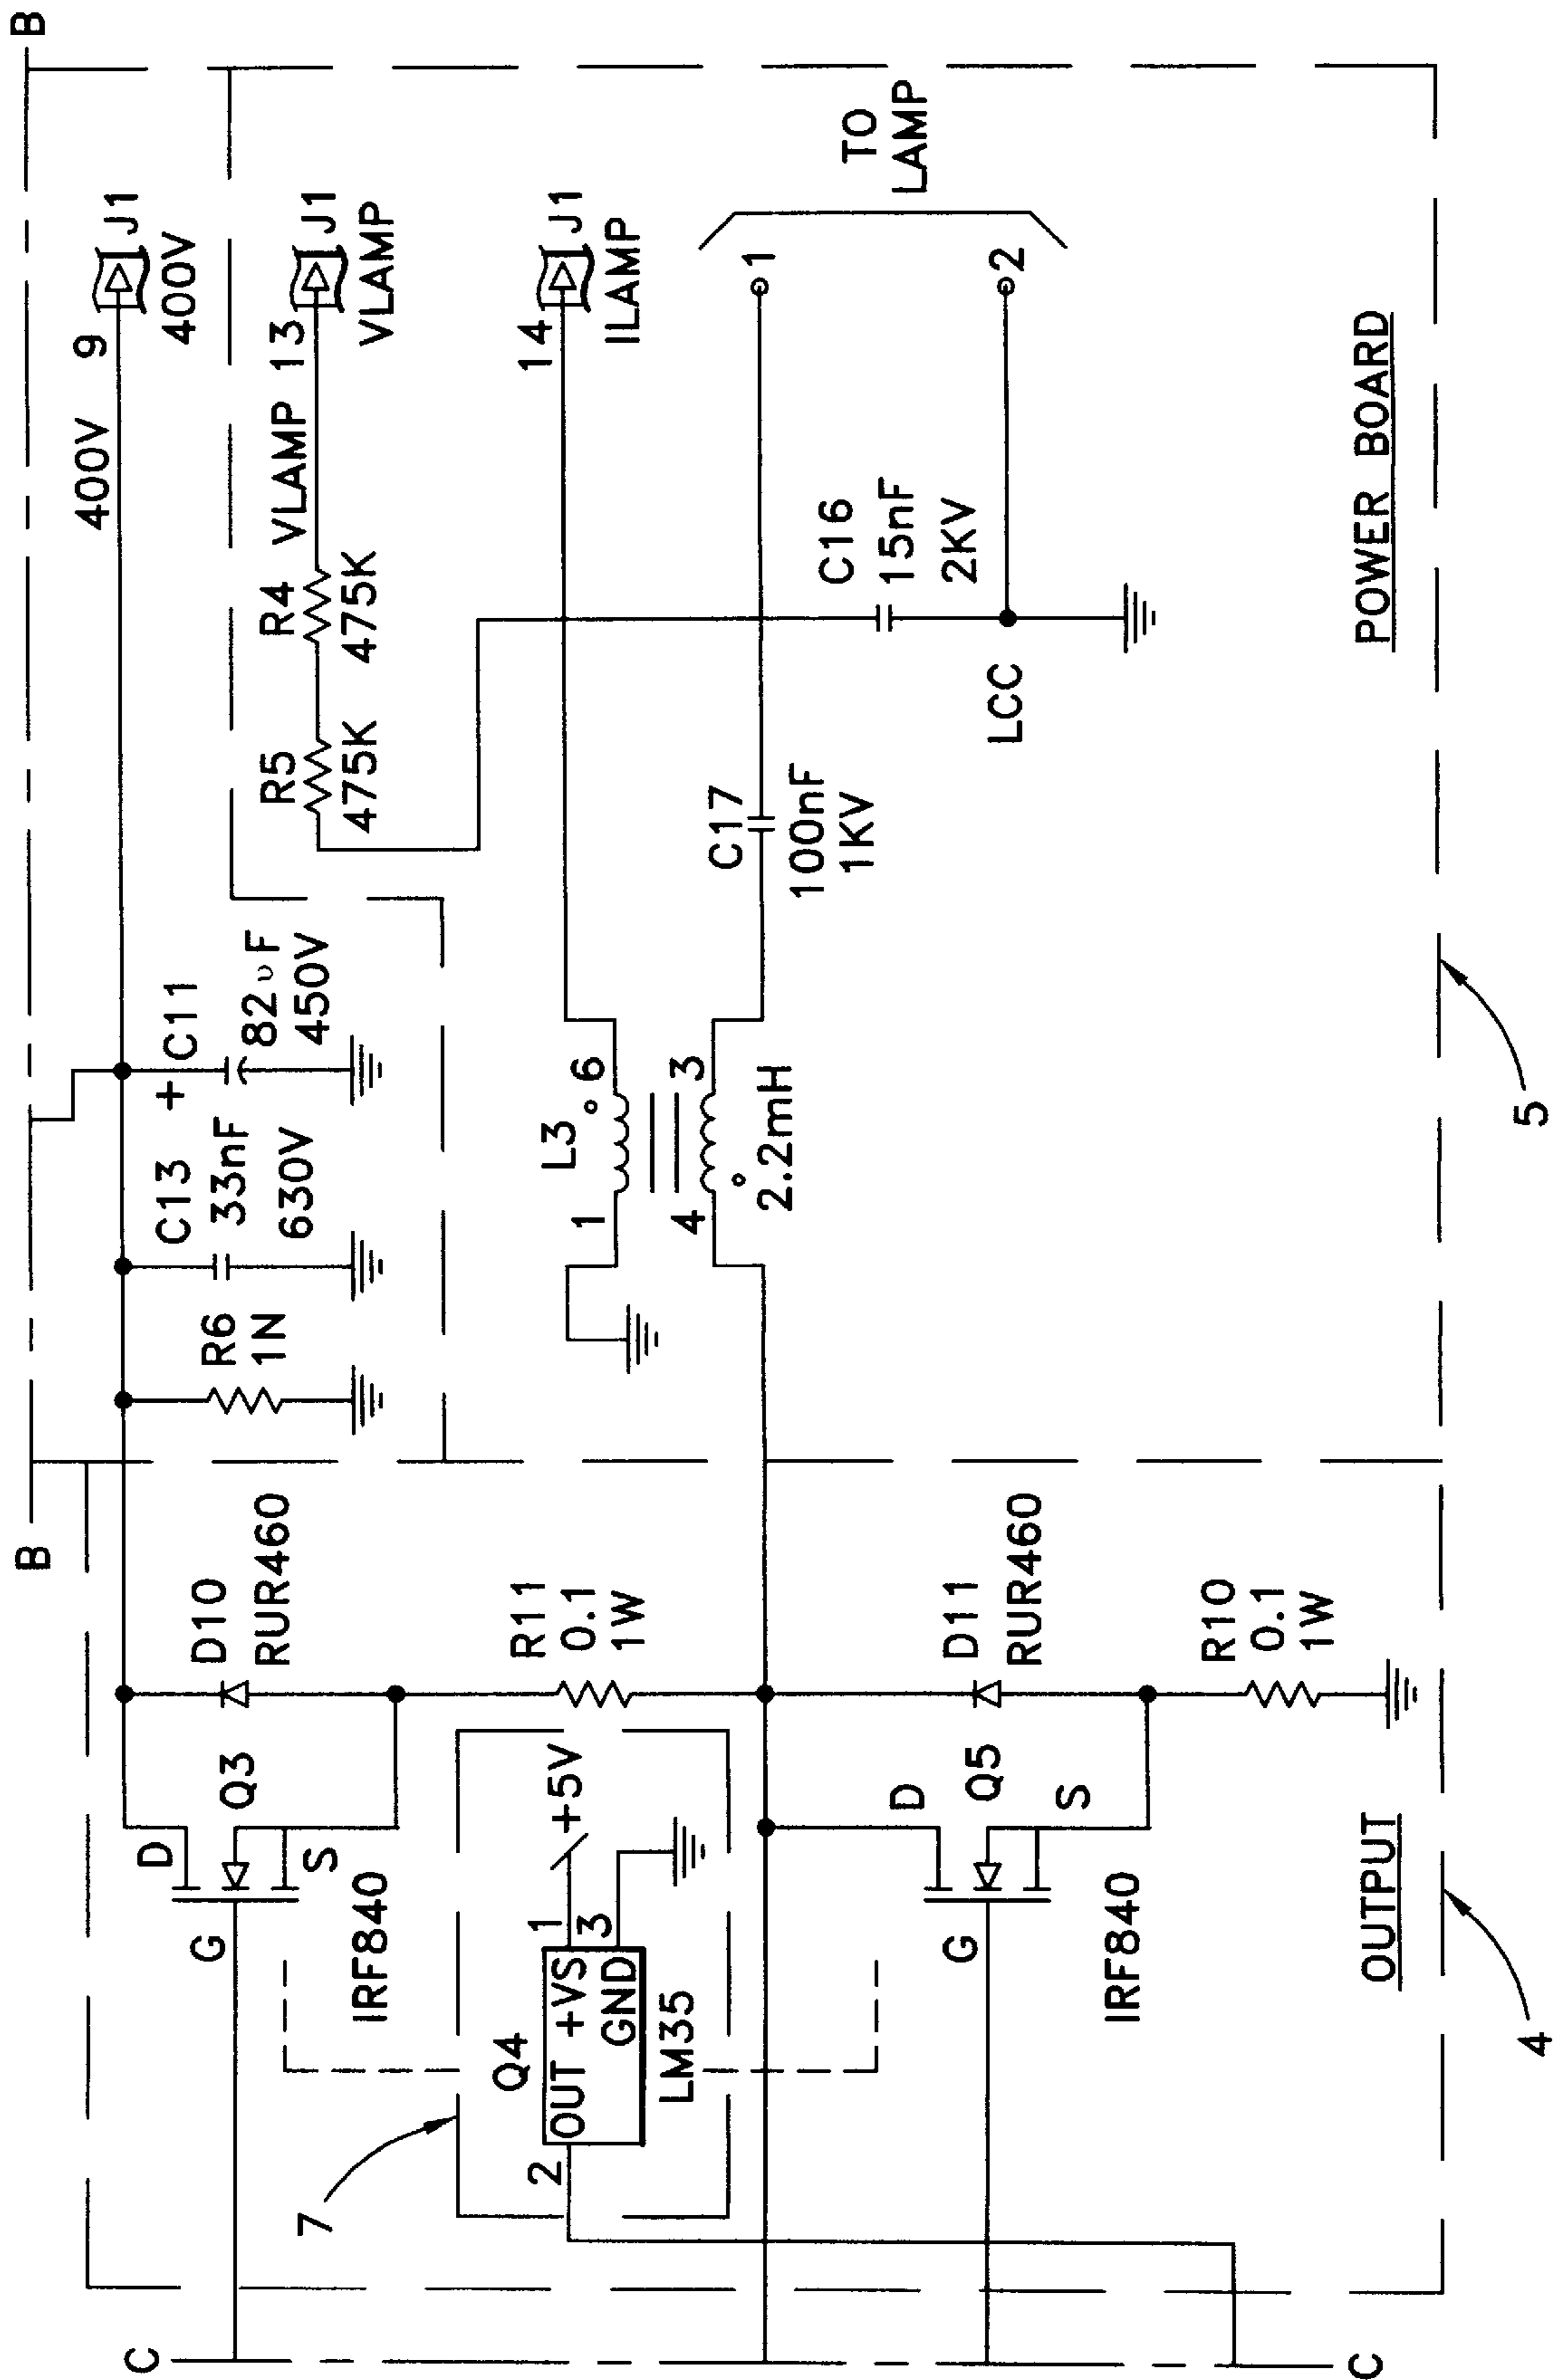 B
B
400V
9
J1
400V
VLAMP
13
J1
VLAMP
R4
475K
R5
475K
14
J1
ILAMP
+
C11
82υF
450V
C13
33nF
630V
R6
1N
L3
1
6
4
3
2.2mH
C17
100nF
1KV
C16
15nF
2KV
LCC
1
2
TO
LAMP
POWER BOARD
5
D10
RUR460
Q3
D
G
S
IRF840
R11
0.1
1W
7
Q4
OUT
+VS
GND
LM35
2
1
3
+5V
D11
RUR460
Q5
D
G
S
IRF840
R10
0.1
1W
OUTPUT
4
C
C